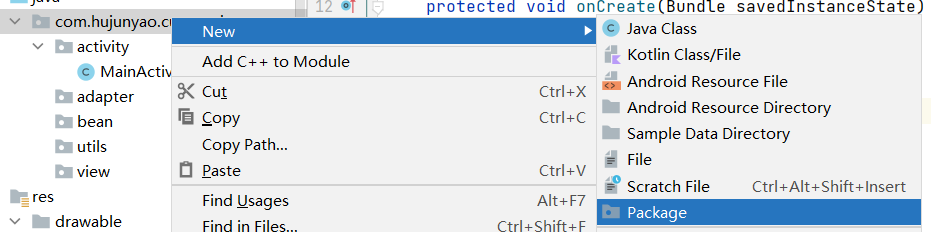 java
12 protected void onCreate(Bundle savedInstanceState)
com.hujunyao.cu
activity
MainActiv
adapter
bean
utils
view
res
drawable
New
Add C++ to Module
Cut Ctrl+X
Copy Ctrl+C
Copy Path...
Paste Ctrl+V
Find Usages Alt+F7
Find in Files... Ctrl+Shift+F
Java Class
Kotlin Class/File
Android Resource File
Android Resource Directory
Sample Data Directory
File
Scratch File Ctrl+Alt+Shift+Insert
Package